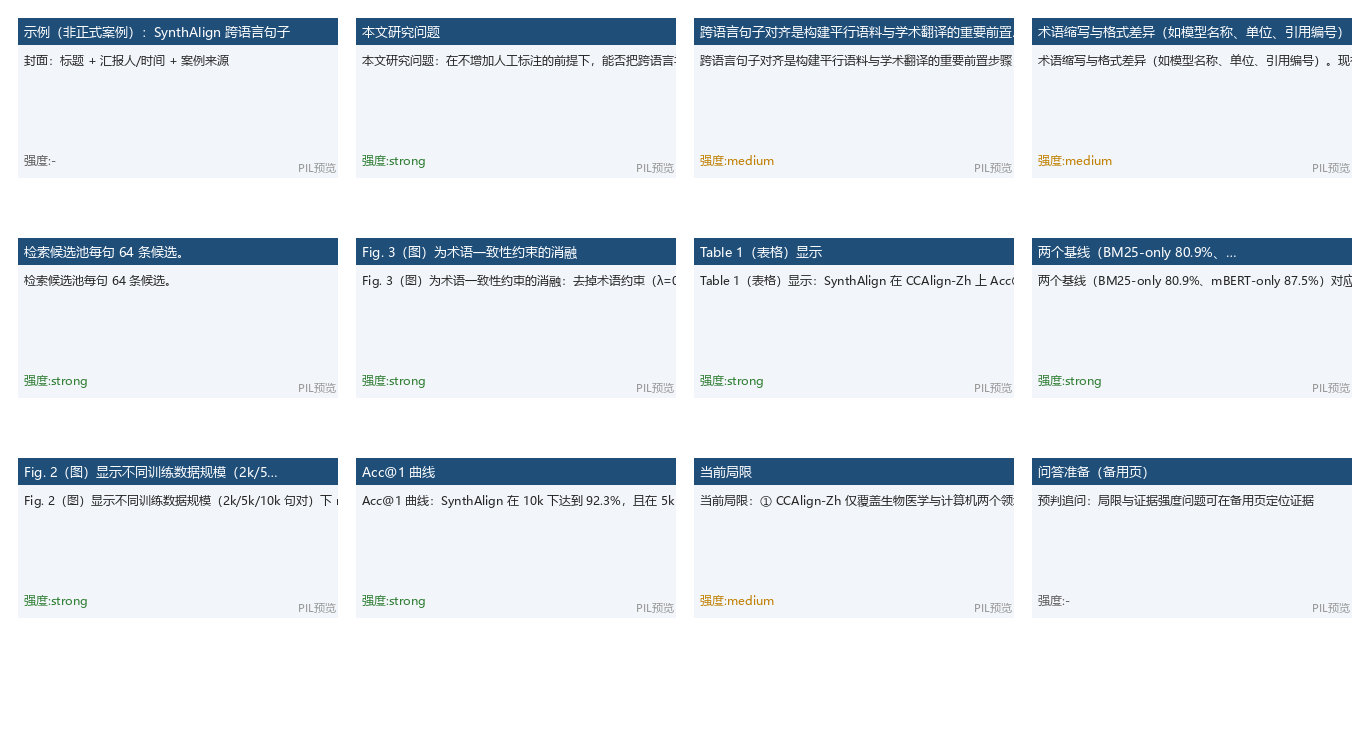 示例（非正式案例）：SynthAlign 跨语言句子
封面：标题 + 汇报人/时间 + 案例来源
强度:-
PIL预览
本文研究问题
本文研究问题：在不增加人工标注的前提下，能否把跨语言
强度:strong
PIL预览
跨语言句子对齐是构建平行语料与学术翻译的重要前置
跨语言句子对齐是构建平行语料与学术翻译的重要前置步骤
强度:medium
PIL预览
术语缩写与格式差异（如模型名称、单位、引用编号）
术语缩写与格式差异（如模型名称、单位、引用编号）。现
强度:medium
PIL预览
检索候选池每句 64 条候选。
检索候选池每句 64 条候选。
强度:strong
PIL预览
Fig. 3（图）为术语一致性约束的消融
Fig. 3（图）为术语一致性约束的消融：去掉术语约束（λ=0
强度:strong
PIL预览
Table 1（表格）显示
Table 1（表格）显示：SynthAlign 在 CCAlign-Zh 上 Acc@
强度:strong
PIL预览
两个基线（BM25-only 80.9%、…
两个基线（BM25-only 80.9%、mBERT-only 87.5%）对应
强度:strong
PIL预览
Fig. 2（图）显示不同训练数据规模（2k/5…
Fig. 2（图）显示不同训练数据规模（2k/5k/10k 句对）下
强度:strong
PIL预览
Acc@1 曲线
Acc@1 曲线：SynthAlign 在 10k 下达到 92.3%，且在 5k
强度:strong
PIL预览
当前局限
当前局限：① CCAlign-Zh 仅覆盖生物医学与计算机两个领
强度:medium
PIL预览
问答准备（备用页）
预判追问：局限与证据强度问题可在备用页定位证据
强度:-
PIL预览